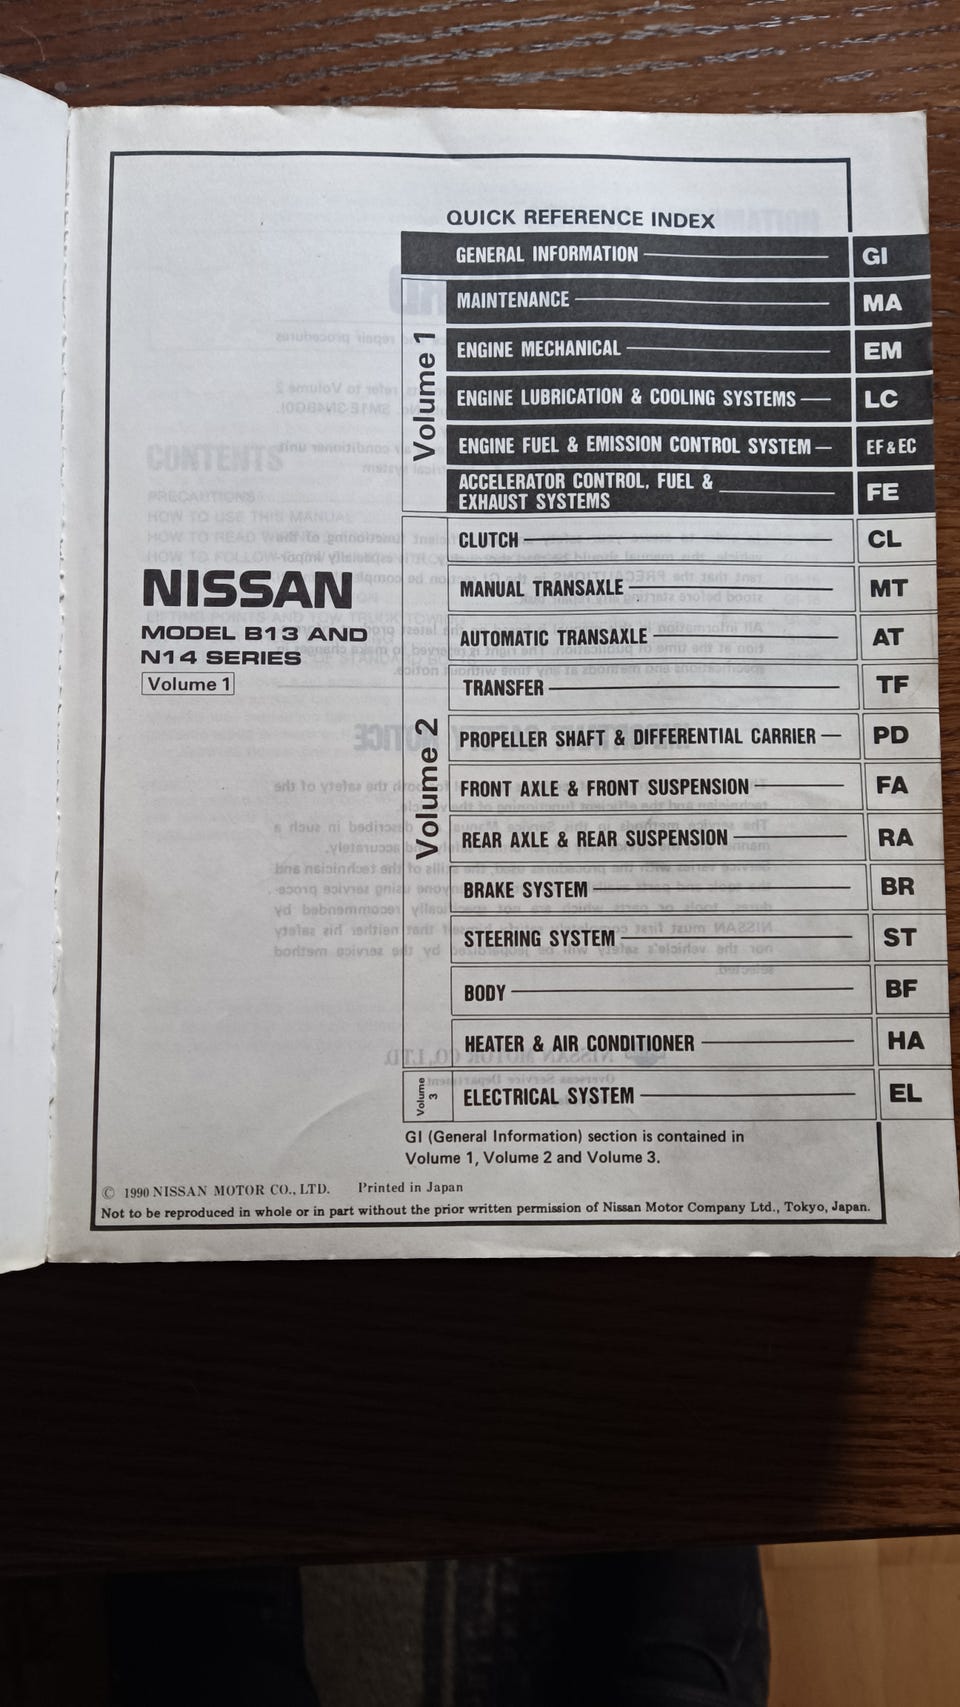 QUICK REFERENCE INDEX
GENERAL INFORMATION GI
Volume 1
MAINTENANCE MA
ENGINE MECHANICAL EM
ENGINE LUBRICATION & COOLING SYSTEMS LC
ENGINE FUEL & EMISSION CONTROL SYSTEM EF & EC
ACCELERATOR CONTROL, FUEL &
EXHAUST SYSTEMS FE
NISSAN
MODEL B13 AND
N14 SERIES
Volume 1
Volume 2
CLUTCH CL
MANUAL TRANSAXLE MT
AUTOMATIC TRANSAXLE AT
TRANSFER TF
PROPELLER SHAFT & DIFFERENTIAL CARRIER PD
FRONT AXLE & FRONT SUSPENSION FA
REAR AXLE & REAR SUSPENSION RA
BRAKE SYSTEM BR
STEERING SYSTEM ST
BODY BF
HEATER & AIR CONDITIONER HA
Volume 3
ELECTRICAL SYSTEM EL
GI (General Information) section is contained in
Volume 1, Volume 2 and Volume 3.
© 1990 NISSAN MOTOR CO., LTD. Printed in Japan
Not to be reproduced in whole or in part without the prior written permission of Nissan Motor Company Ltd., Tokyo, Japan.